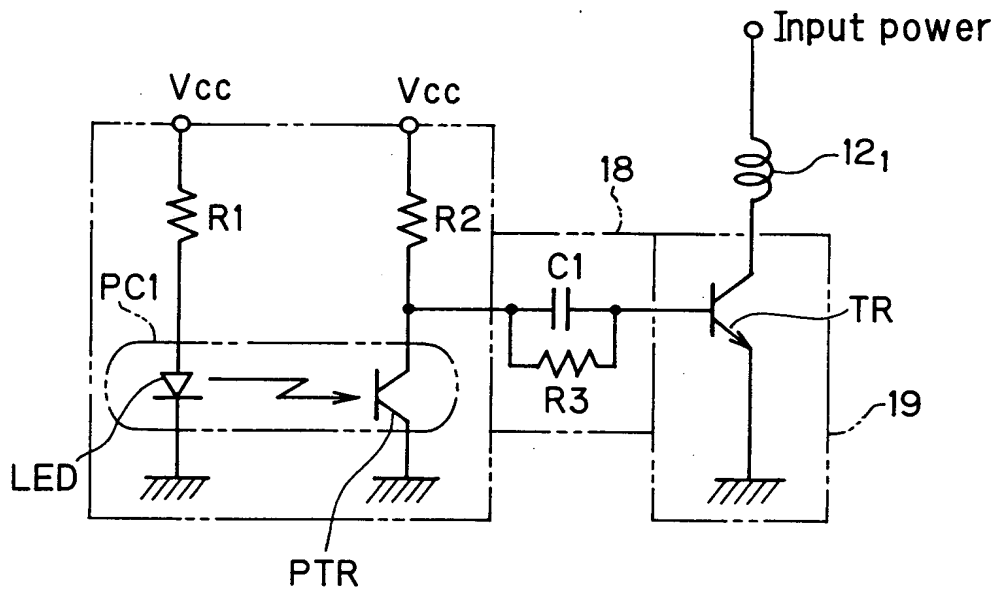 Input power
Vcc
Vcc
12₁
18
R1
R2
C1
PC1
TR
R3
19
LED
PTR